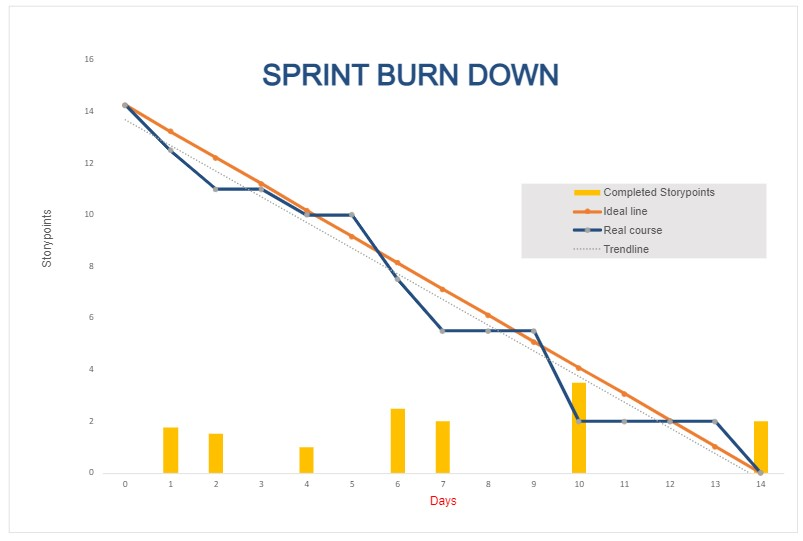 SPRINT BURN DOWN
Storypoints
16
14
12
10
8
6
4
2
0
Completed Storypoints
Ideal line
Real course
Trendline
0 1 2 3 4 5 6 7 8 9 10 11 12 13 14
Days